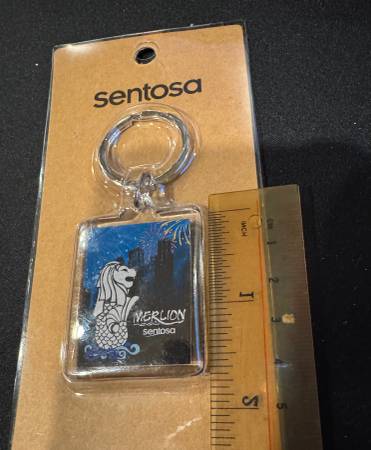 sentosa
MERLION
sentosa
INCH
CM
1
2
3
4
5
1
2